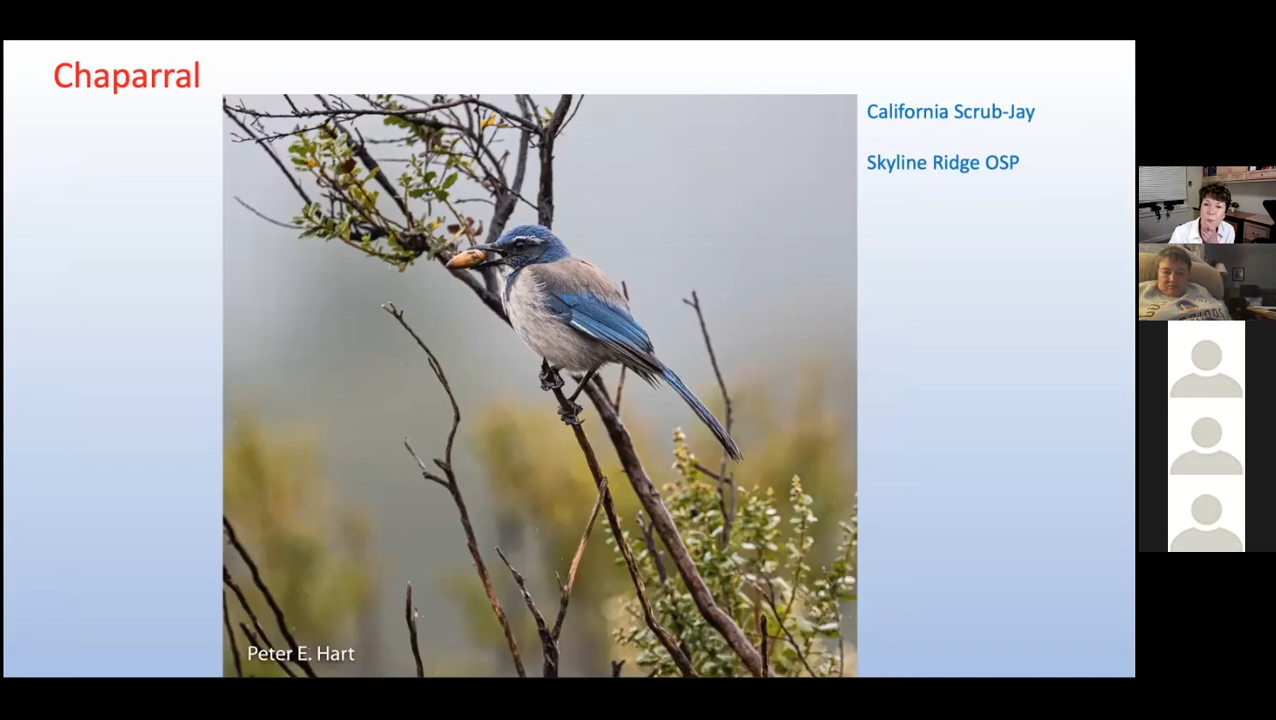 Chaparral
California Scrub-Jay
Skyline Ridge OSP
Peter E. Hart